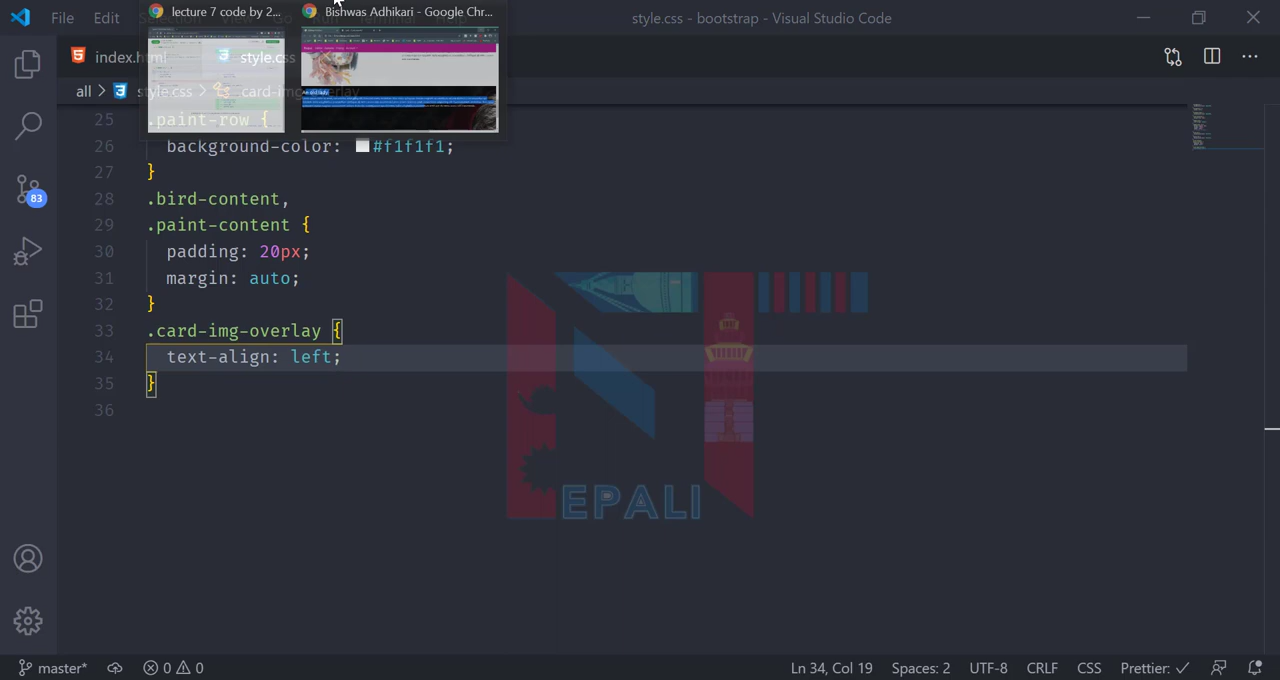 File Edit
lecture 7 code by 2...
Bishwas Adhikari - Google Chr...
style.css - bootstrap - Visual Studio Code
index.html
style.css
all > style.css > card-img-overlay
25 .paint-row {
26 background-color: #f1f1f1;
27 }
28 .bird-content,
29 .paint-content {
30 padding: 20px;
31 margin: auto;
32 }
33 .card-img-overlay {
34 text-align: left;
35 }
36
83
EPALI
master* 0 0 Ln 34, Col 19 Spaces: 2 UTF-8 CRLF CSS Prettier: ✓